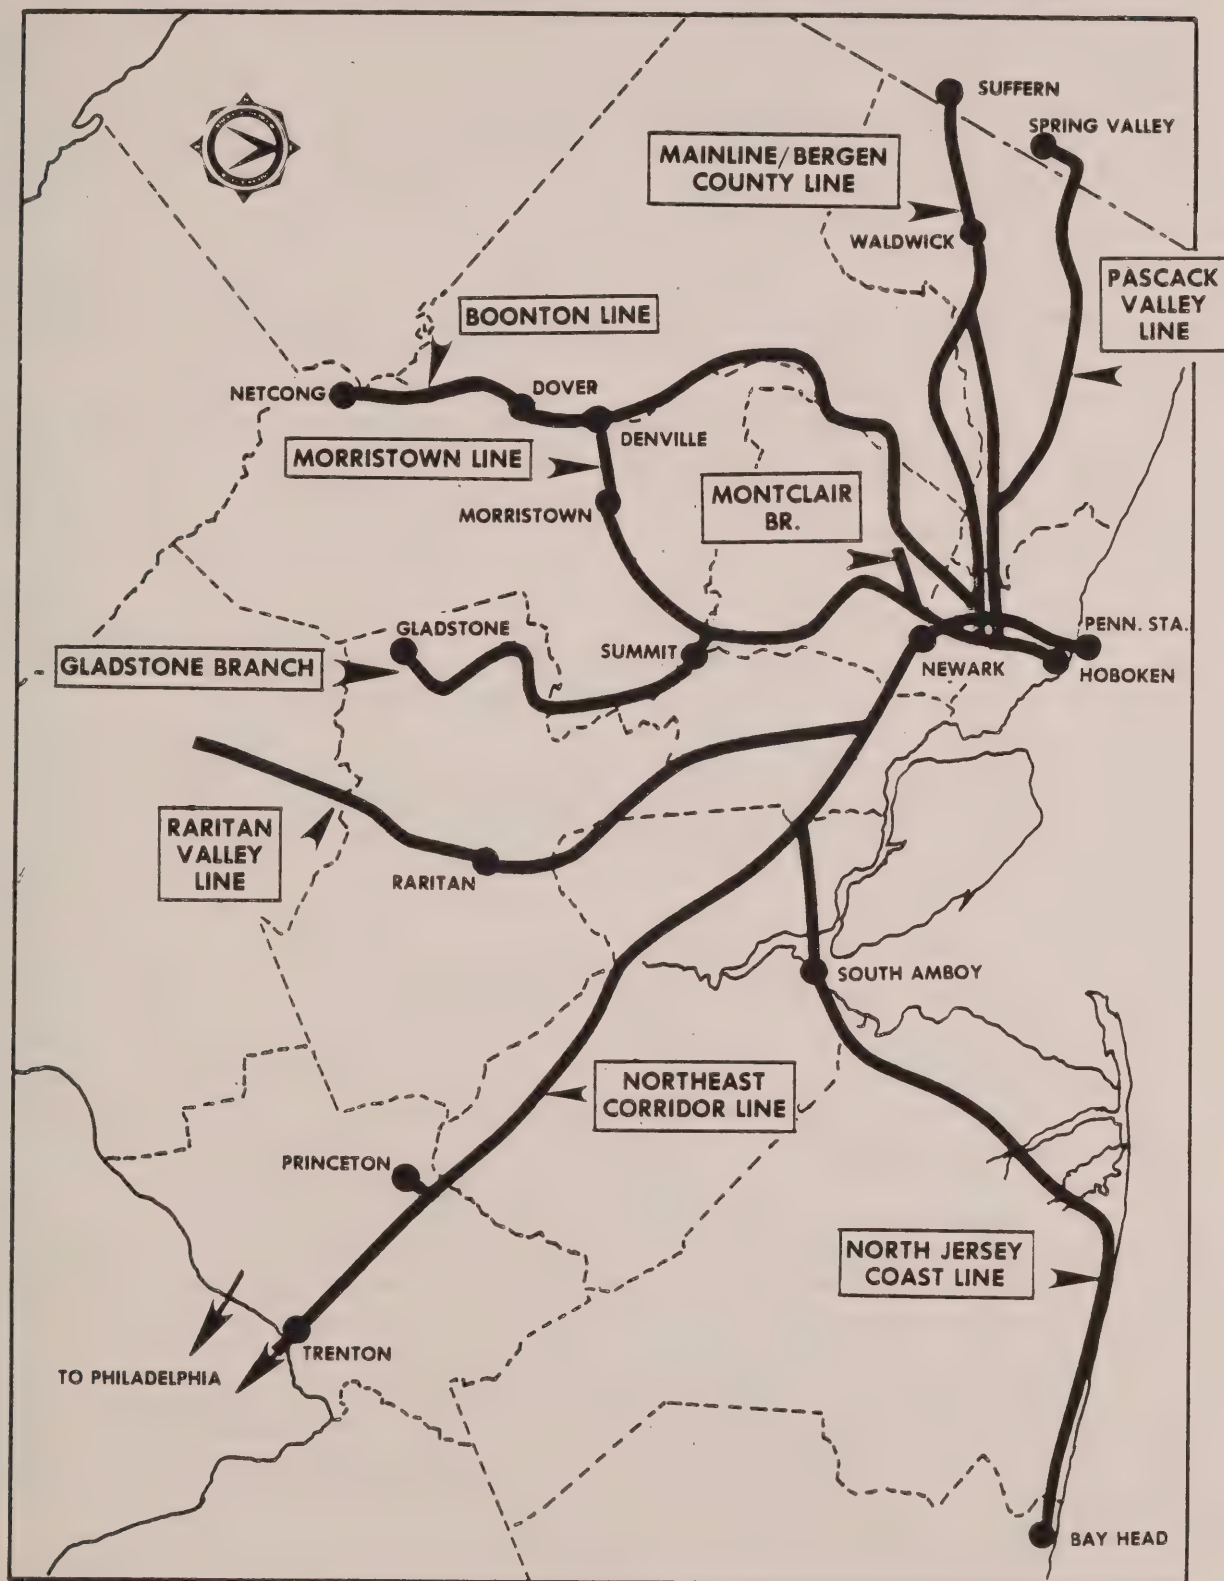 SUFFERN
SPRING VALLEY
MAINLINE/BERGEN
COUNTY LINE
WALDWICK
PASCACK
VALLEY
LINE
BOONTON LINE
NETCONG
DOVER
DENVILLE
MORRISTOWN LINE
MONTCLAIR
BR.
MORRISTOWN
GLADSTONE
PENN. STA.
SUMMIT
NEWARK
HOBOKEN
GLADSTONE BRANCH
RARITAN
VALLEY
LINE
RARITAN
SOUTH AMBOY
NORTHEAST
CORRIDOR LINE
PRINCETON
NORTH JERSEY
COAST LINE
TRENTON
TO PHILADELPHIA
BAY HEAD